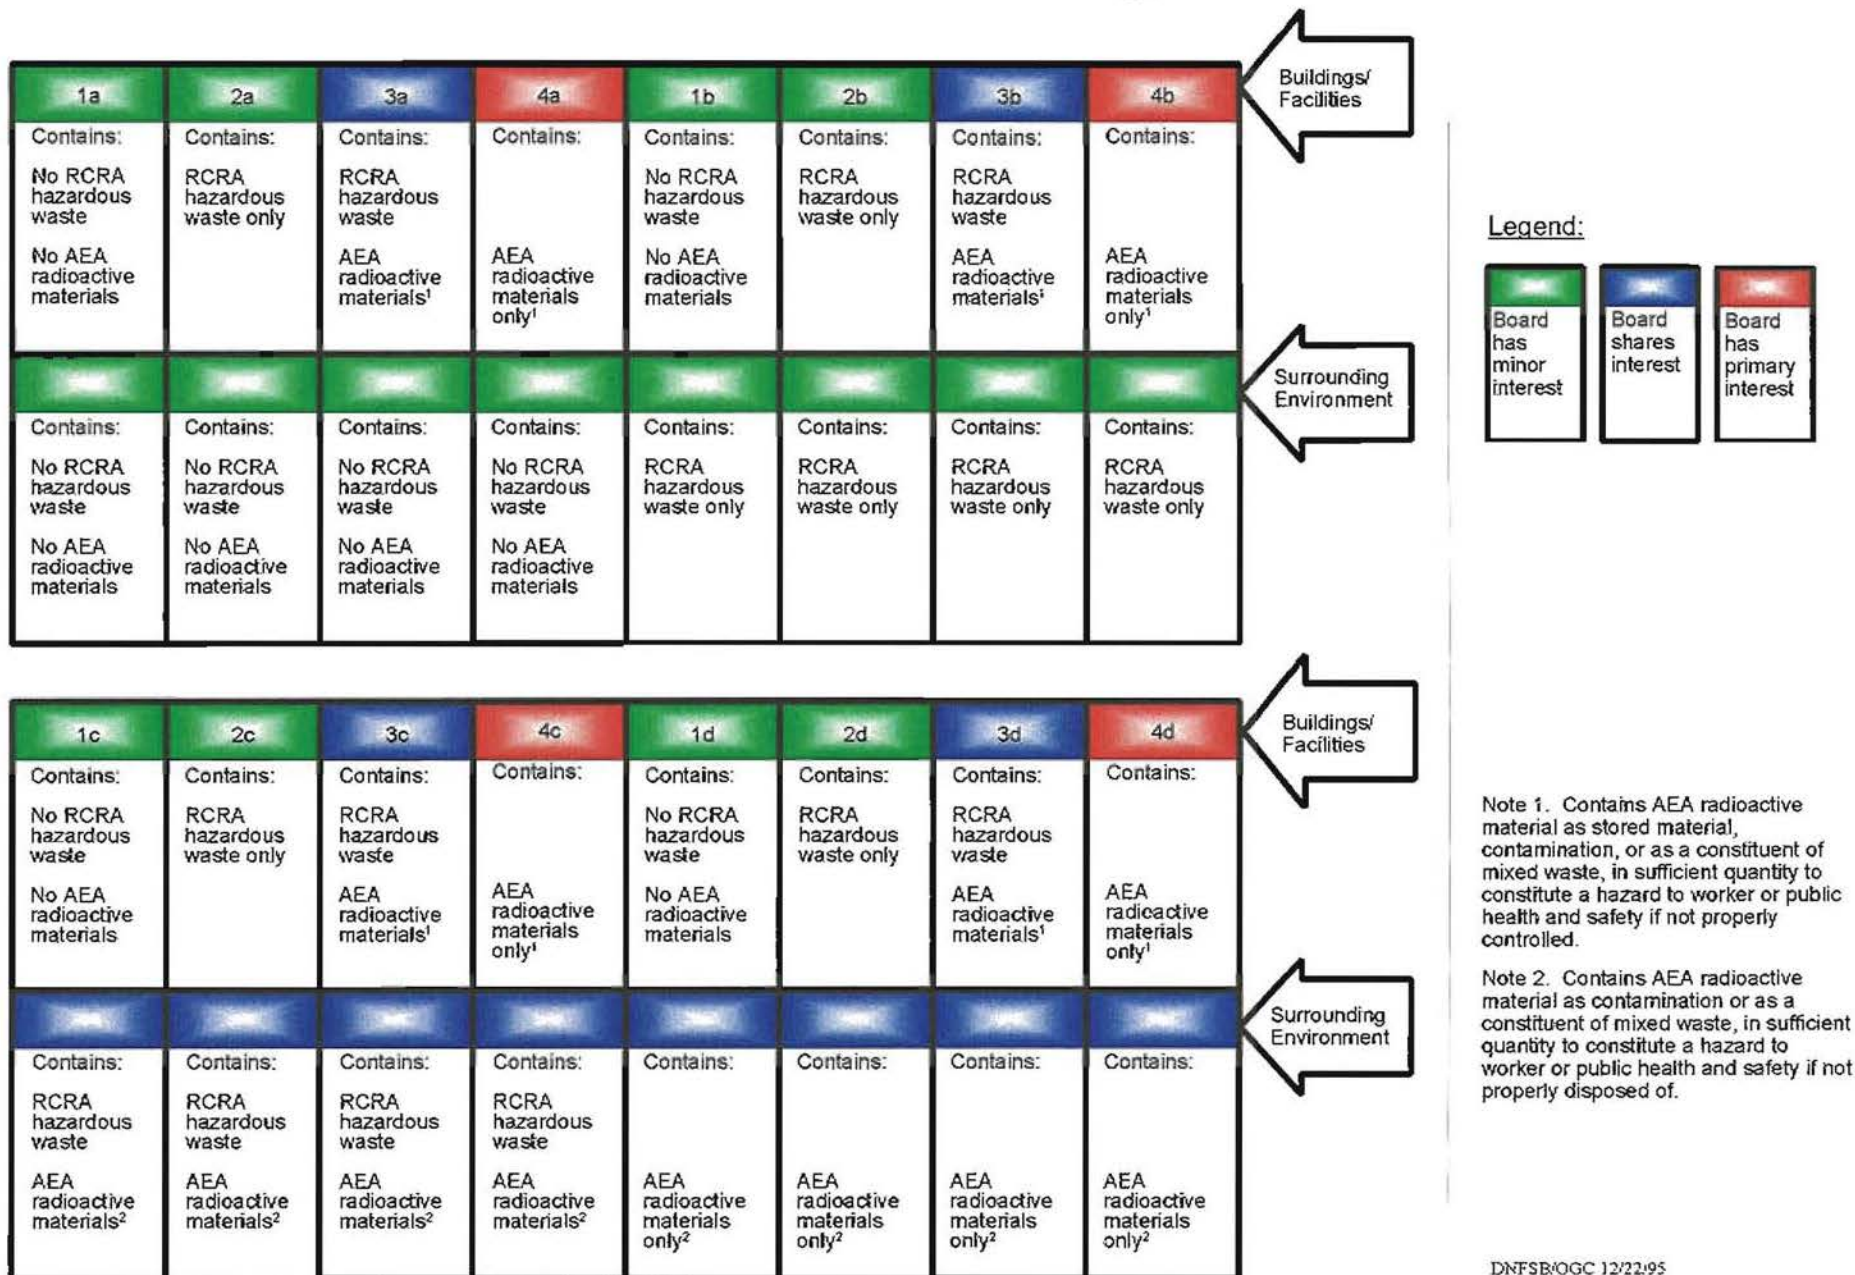 Buildings/
Facilities
1a
Contains:
No RCRA
hazardous
waste
No AEA
radioactive
materials
2a
Contains:
RCRA
hazardous
waste only
3a
Contains:
RCRA
hazardous
waste
AEA
radioactive
materials¹
4a
Contains:
AEA
radioactive
materials
only¹
1b
Contains:
No RCRA
hazardous
waste
No AEA
radioactive
materials
2b
Contains:
RCRA
hazardous
waste only
3b
Contains:
RCRA
hazardous
waste
AEA
radioactive
materials¹
4b
Contains:
AEA
radioactive
materials
only¹
Surrounding
Environment
Contains:
No RCRA
hazardous
waste
No AEA
radioactive
materials
Contains:
No RCRA
hazardous
waste
No AEA
radioactive
materials
Contains:
No RCRA
hazardous
waste
No AEA
radioactive
materials
Contains:
No RCRA
hazardous
waste
No AEA
radioactive
materials
Contains:
RCRA
hazardous
waste only
Contains:
RCRA
hazardous
waste only
Contains:
RCRA
hazardous
waste only
Contains:
RCRA
hazardous
waste only
Buildings/
Facilities
1c
Contains:
No RCRA
hazardous
waste
No AEA
radioactive
materials
2c
Contains:
RCRA
hazardous
waste only
3c
Contains:
RCRA
hazardous
waste
AEA
radioactive
materials¹
4c
Contains:
AEA
radioactive
materials
only¹
1d
Contains:
No RCRA
hazardous
waste
No AEA
radioactive
materials
2d
Contains:
RCRA
hazardous
waste only
3d
Contains:
RCRA
hazardous
waste
AEA
radioactive
materials¹
4d
Contains:
AEA
radioactive
materials
only¹
Surrounding
Environment
Contains:
RCRA
hazardous
waste
AEA
radioactive
materials²
Contains:
RCRA
hazardous
waste
AEA
radioactive
materials²
Contains:
RCRA
hazardous
waste
AEA
radioactive
materials²
Contains:
RCRA
hazardous
waste
AEA
radioactive
materials²
Contains:
AEA
radioactive
materials
only²
Contains:
AEA
radioactive
materials
only²
Contains:
AEA
radioactive
materials
only²
Contains:
AEA
radioactive
materials
only²
Legend:
Board
has
minor
interest
Board
shares
interest
Board
has
primary
interest
Note 1. Contains AEA radioactive
material as stored material,
contamination, or as a constituent of
mixed waste, in sufficient quantity to
constitute a hazard to worker or public
health and safety if not properly
controlled.
Note 2. Contains AEA radioactive
material as contamination or as a
constituent of mixed waste, in sufficient
quantity to constitute a hazard to
worker or public health and safety if not
properly disposed of.
DNFSB/OGC 12/22/95